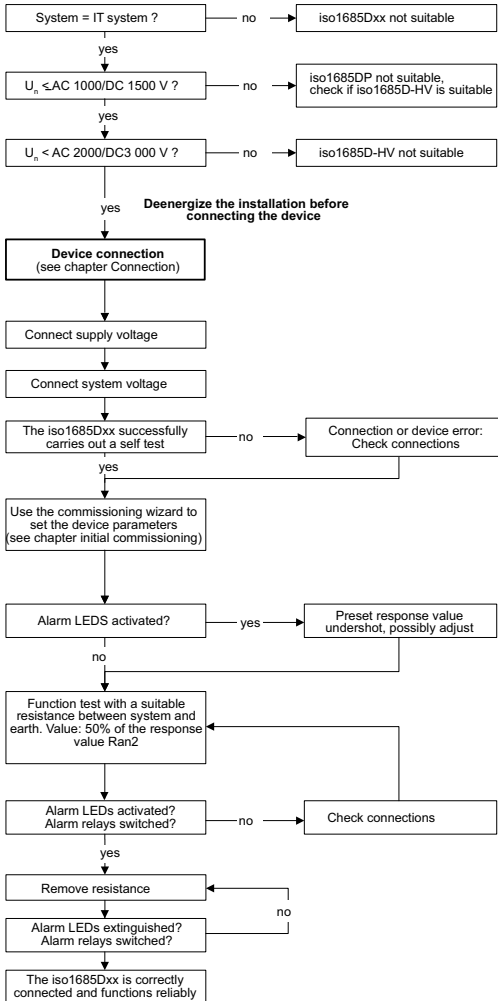 System = IT system ?
no
iso1685Dxx not suitable
yes
Un ≤AC 1000/DC 1500 V ?
no
iso1685DP not suitable,
check if iso1685D-HV is suitable
yes
Un < AC 2000/DC3 000 V ?
no
iso1685D-HV not suitable
yes
Deenergize the installation before
connecting the device
Device connection
(see chapter Connection)
Connect supply voltage
Connect system voltage
The iso1685Dxx successfully
carries out a self test
no
Connection or device error:
Check connections
yes
Use the commissioning wizard to
set the device parameters
(see chapter initial commissioning)
Alarm LEDS activated?
yes
Preset response value
undershot, possibly adjust
no
Function test with a suitable
resistance between system and
earth. Value: 50% of the response
value Ran2
Alarm LEDs activated?
Alarm relays switched?
no
Check connections
yes
Remove resistance
no
Alarm LEDs extinguished?
Alarm relays switched?
The iso1685Dxx is correctly
connected and functions reliably